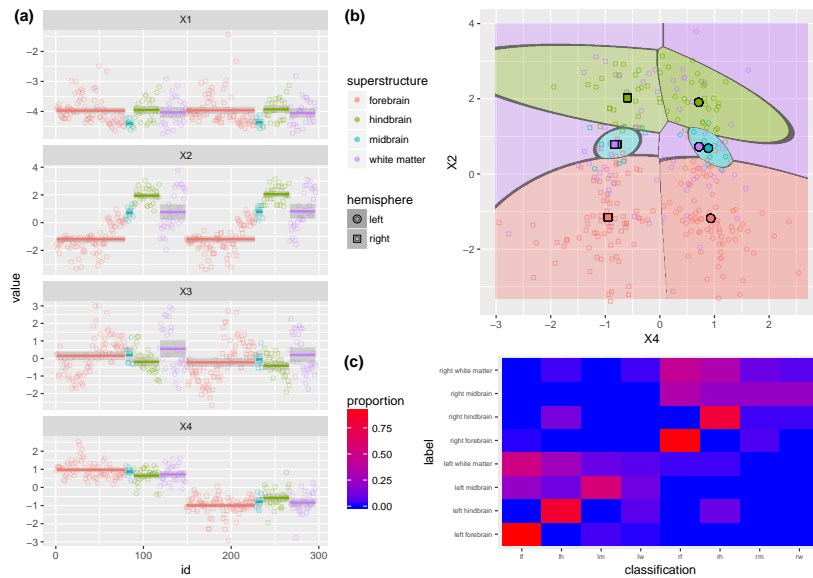 (a)
X1
−2
−3
−4
X2
4
2
0
−2
X3
3
2
1
0
−1
−2
X4
2
1
0
−1
−2
−3
0
100
200
300
value
id
superstructure
forebrain
hindbrain
midbrain
white matter
hemisphere
left
right
(b)
4
2
0
−2
X2
−3
−2
−1
0
1
2
X4
(c)
proportion
0.75
0.50
0.25
0.00
label
right white matter
right midbrain
right hindbrain
right forebrain
left white matter
left midbrain
left hindbrain
left forebrain
lf
lh
lm
lw
rf
rh
rm
rw
classification